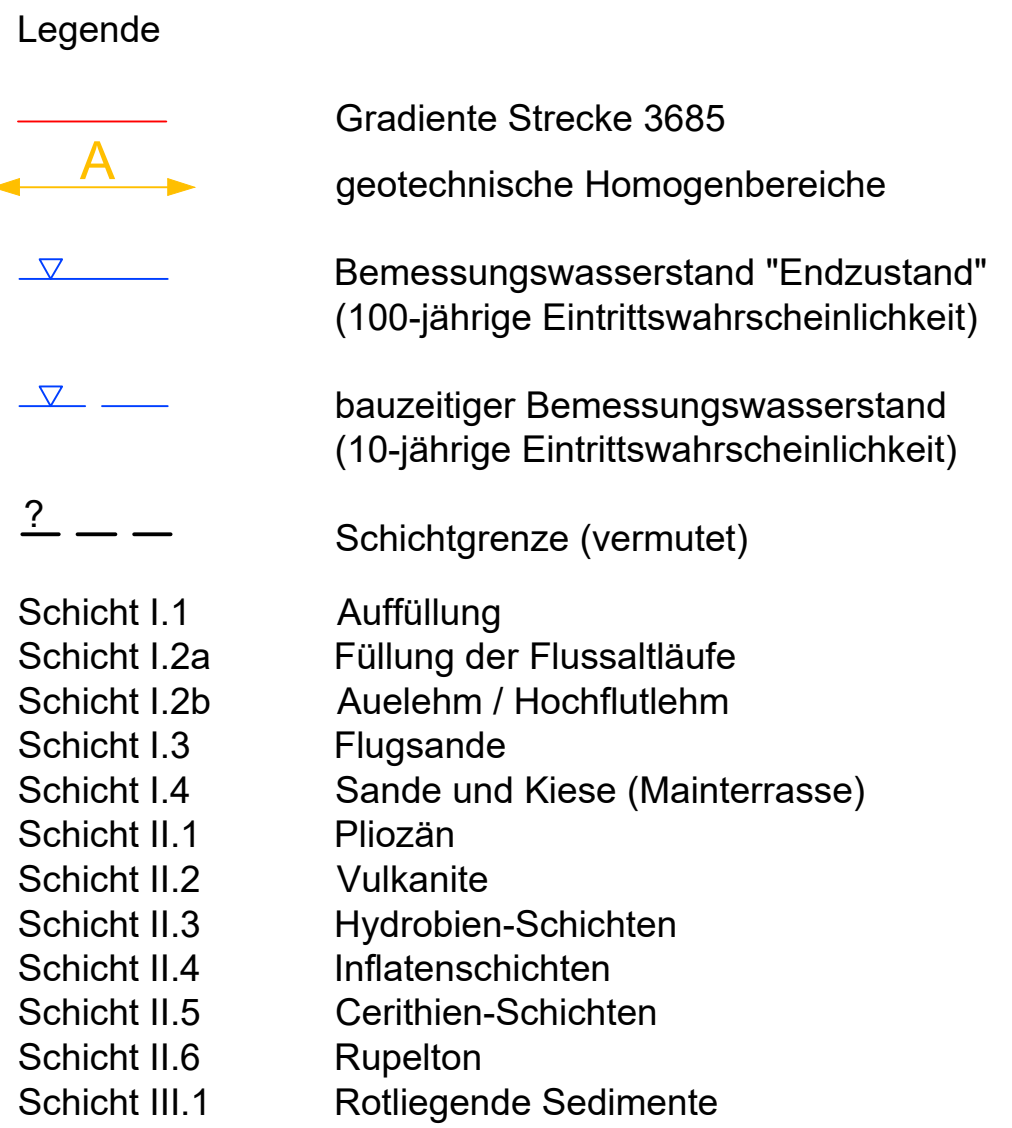 Legende
Gradiente Strecke 3685
A
geotechnische Homogenbereiche
Bemessungswasserstand "Endzustand"
(100-jährige Eintrittswahrscheinlichkeit)
bauzeitiger Bemessungswasserstand
(10-jährige Eintrittswahrscheinlichkeit)
?
Schichtgrenze (vermutet)
Schicht I.1 Auffüllung
Schicht I.2a Füllung der Flussaltläufe
Schicht I.2b Auelehm / Hochflutlehm
Schicht I.3 Flugsande
Schicht I.4 Sande und Kiese (Mainterrasse)
Schicht II.1 Pliozän
Schicht II.2 Vulkanite
Schicht II.3 Hydrobien-Schichten
Schicht II.4 Inflatenschichten
Schicht II.5 Cerithien-Schichten
Schicht II.6 Rupelton
Schicht III.1 Rotliegende Sedimente